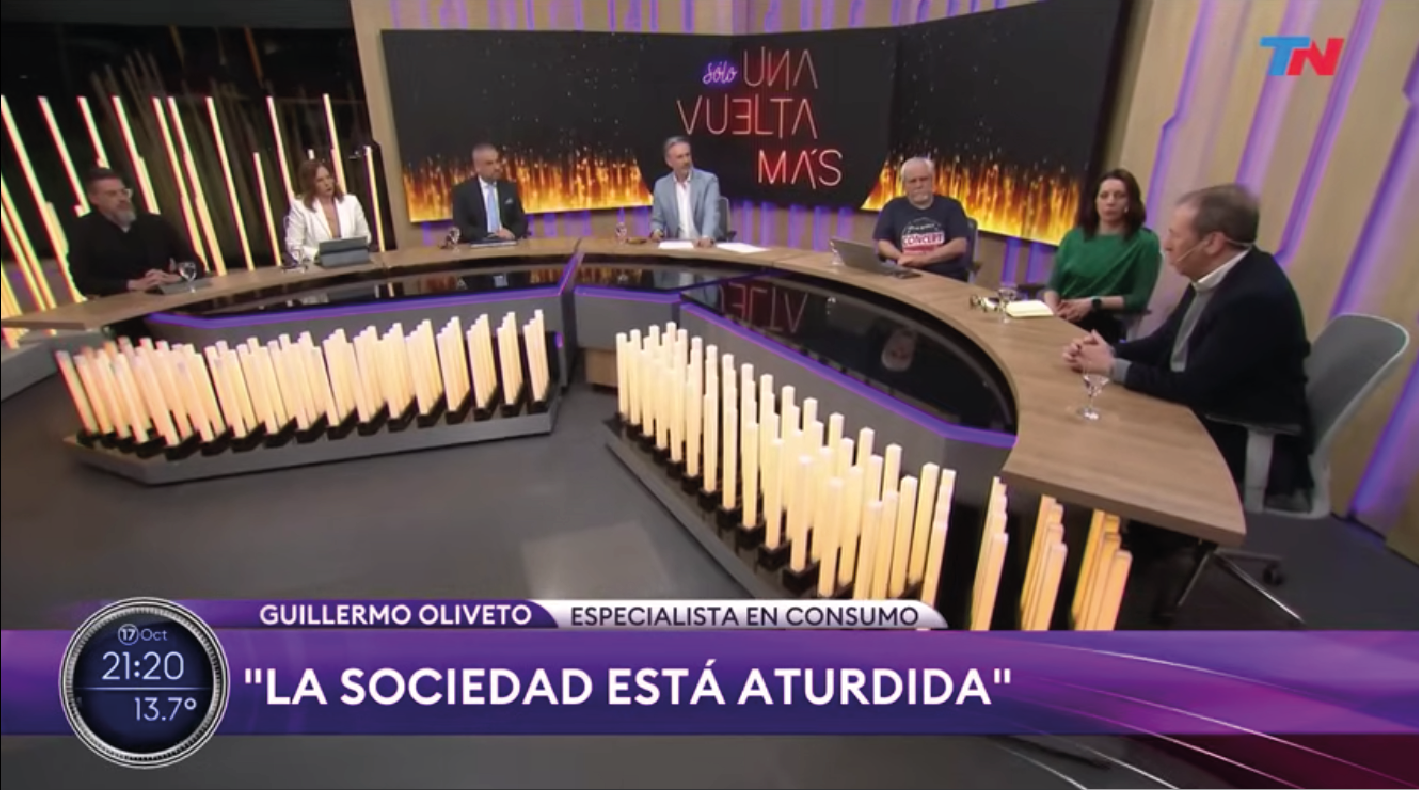 TN
Sólo UNA
VUELTA
MÁS
GUILLERMO OLIVETO ESPECIALISTA EN CONSUMO
17 Oct
21:20
13.7°
"LA SOCIEDAD ESTÁ ATURDIDA"